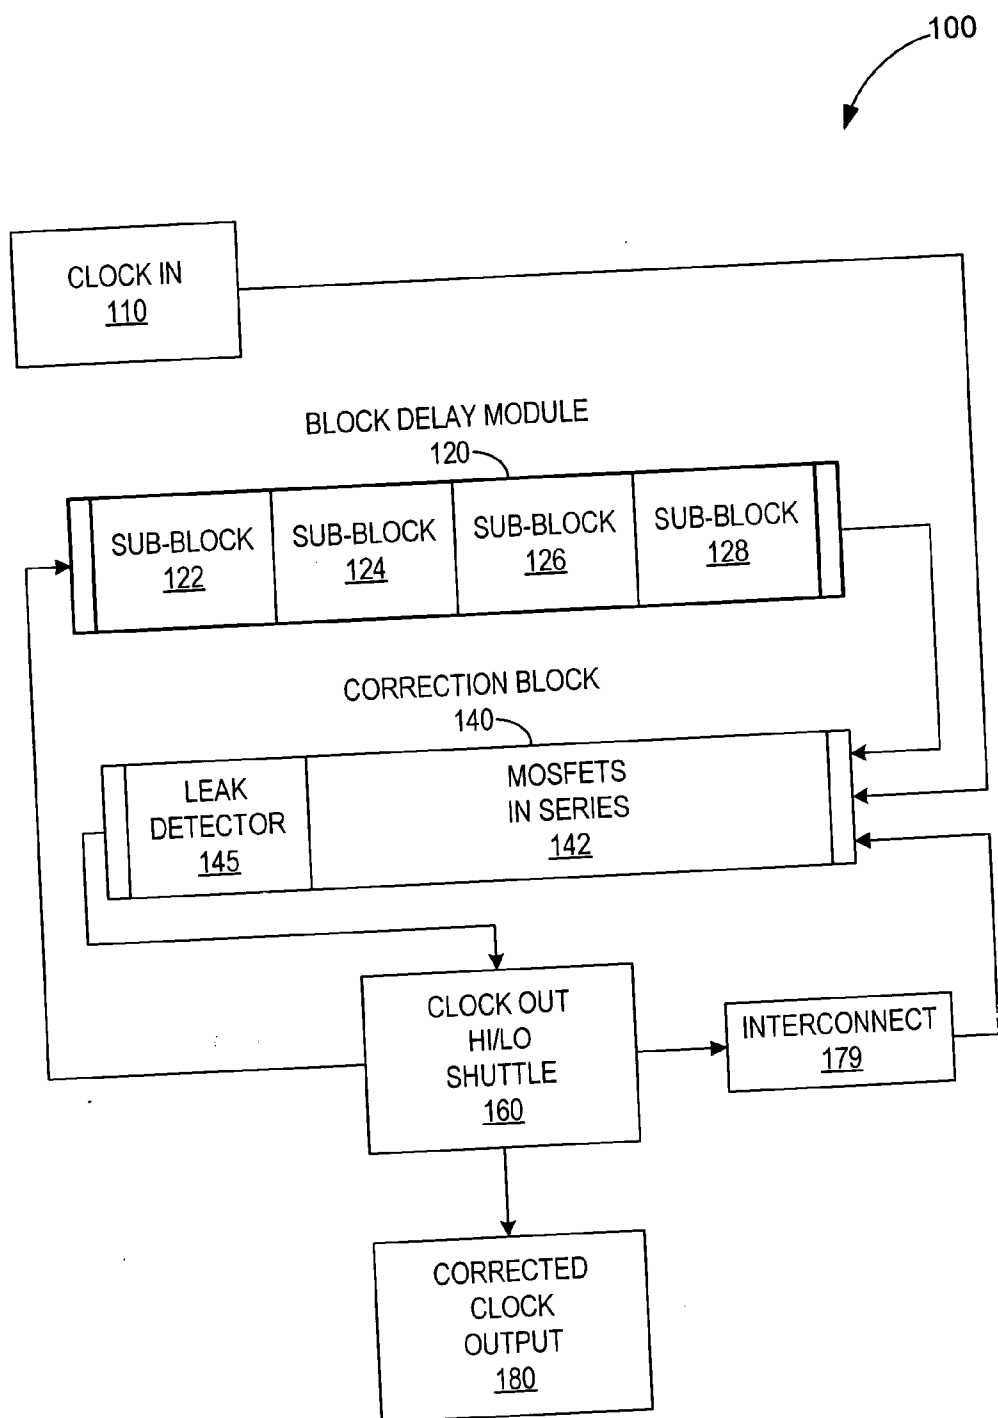 100
CLOCK IN
110
BLOCK DELAY MODULE
120
SUB-BLOCK
122
SUB-BLOCK
124
SUB-BLOCK
126
SUB-BLOCK
128
CORRECTION BLOCK
140
LEAK
DETECTOR
145
MOSFETS
IN SERIES
142
CLOCK OUT
HI/LO
SHUTTLE
160
INTERCONNECT
179
CORRECTED
CLOCK
OUTPUT
180